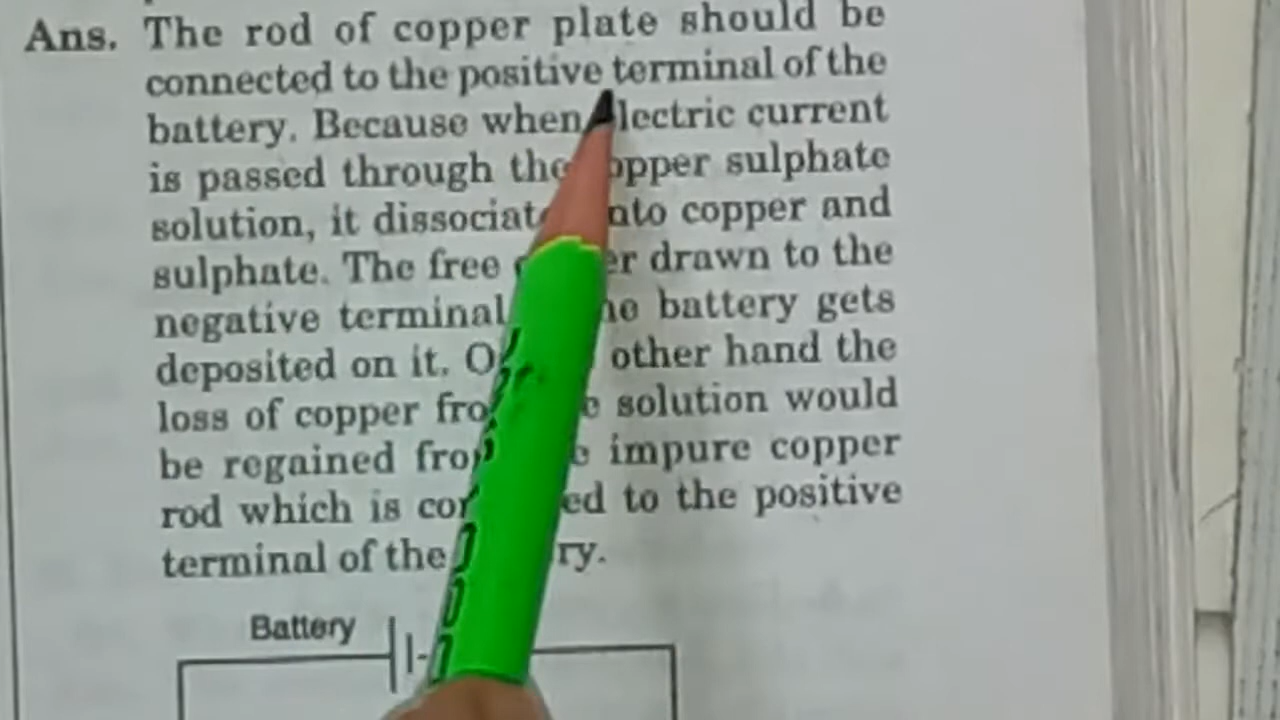 Ans. The rod of copper plate should be
connected to the positive terminal of the
battery. Because when lectric current
is passed through the opper sulphate
solution, it dissociat nto copper and
sulphate. The free er drawn to the
negative terminal he battery gets
deposited on it. O other hand the
loss of copper fro e solution would
be regained fro e impure copper
rod which is co ed to the positive
terminal of the ry.
Battery